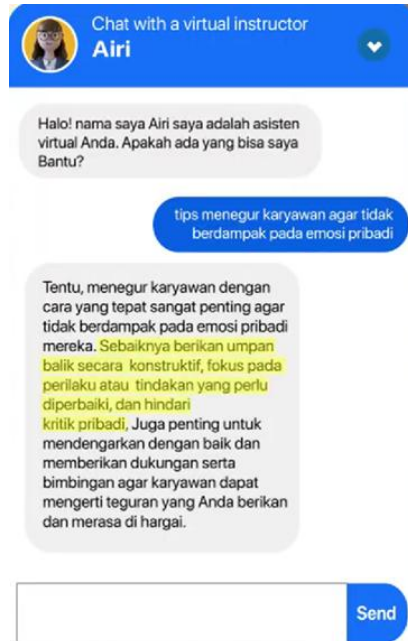 Chat with a virtual instructor
Airi
Halo! nama saya Airi saya adalah asisten
virtual Anda. Apakah ada yang bisa saya
Bantu?
tips menegur karyawan agar tidak
berdampak pada emosi pribadi
Tentu, menegur karyawan dengan
cara yang tepat sangat penting agar
tidak berdampak pada emosi pribadi
mereka. Sebaiknya berikan umpan
balik secara konstruktif, fokus pada
perilaku atau tindakan yang perlu
diperbaiki, dan hindari
kritik pribadi, Juga penting untuk
mendengarkan dengan baik dan
memberikan dukungan serta
bimbingan agar karyawan dapat
mengerti teguran yang Anda berikan
dan merasa di hargai.
Send